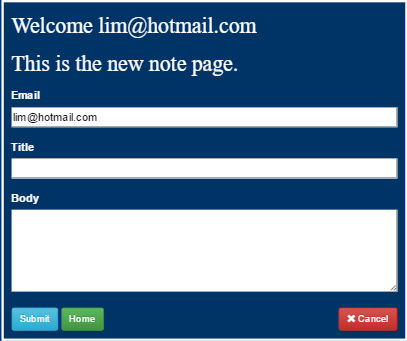 Welcome lim@hotmail.com
This is the new note page.
Email
lim@hotmail.com
Title
Body
Submit Home ✖ Cancel